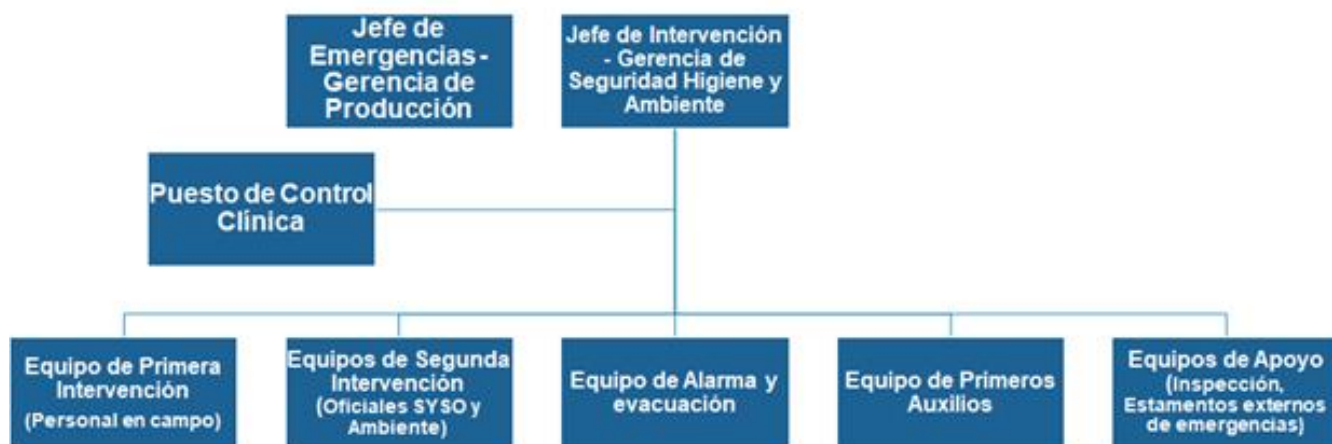 Jefe de
Emergencias -
Gerencia de
Producción
Jefe de Intervención
- Gerencia de
Seguridad Higiene y
Ambiente
Puesto de Control
Clínica
Equipo de Primera
Intervención
(Personal en campo)
Equipos de Segunda
Intervención
(Oficiales SYSO y
Ambiente)
Equipo de Alarma y
evacuación
Equipo de Primeros
Auxilios
Equipos de Apoyo
(Inspección,
Estamentos externos
de emergencias)